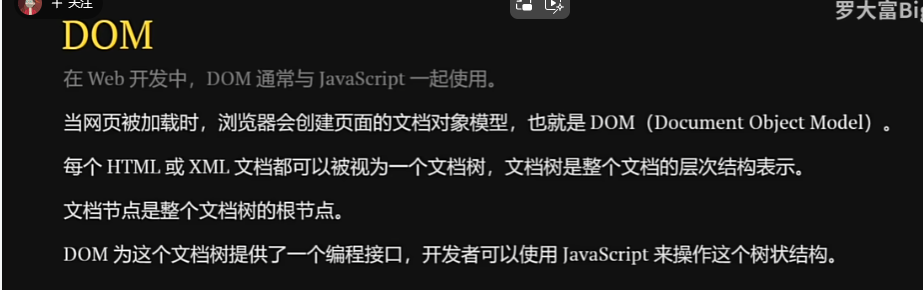 + 关注
罗大富Big
DOM
在 Web 开发中，DOM 通常与 JavaScript 一起使用。
当网页被加载时，浏览器会创建页面的文档对象模型，也就是 DOM（Document Object Model）。
每个 HTML 或 XML 文档都可以被视为一个文档树，文档树是整个文档的层次结构表示。
文档节点是整个文档树的根节点。
DOM 为这个文档树提供了一个编程接口，开发者可以使用 JavaScript 来操作这个树状结构。